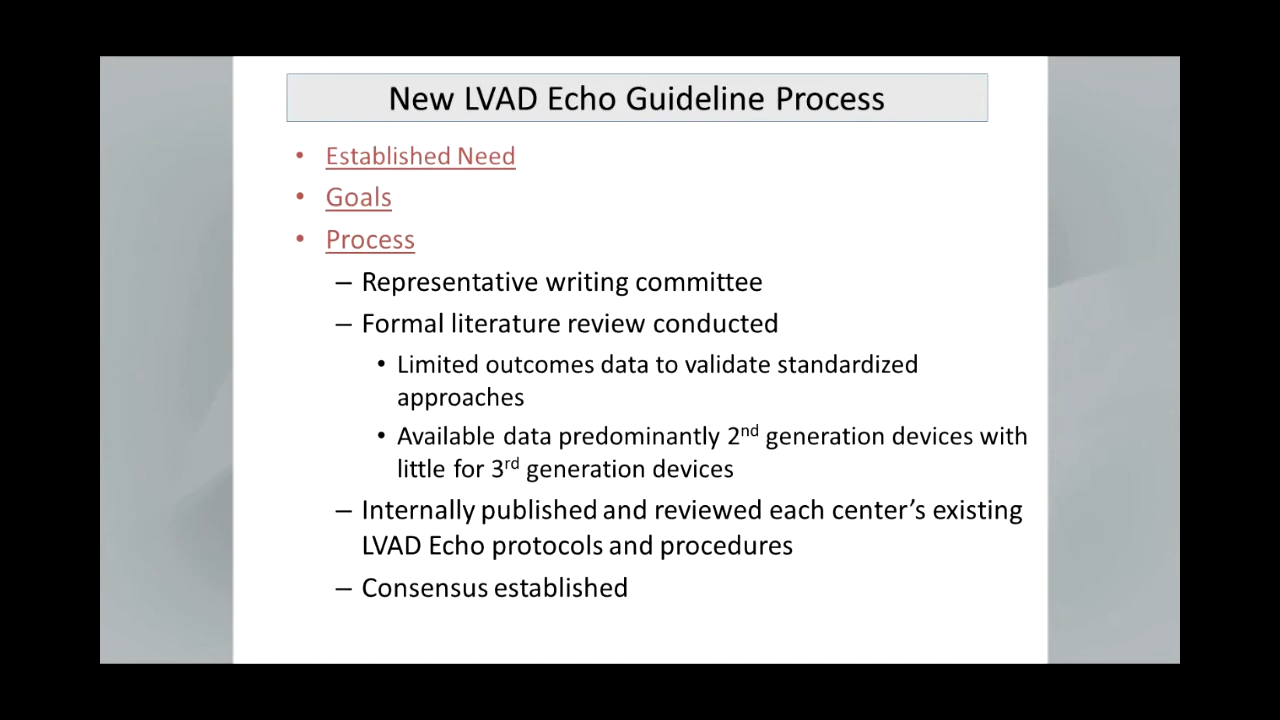 New LVAD Echo Guideline Process
• Established Need
• Goals
• Process
– Representative writing committee
– Formal literature review conducted
• Limited outcomes data to validate standardized
approaches
• Available data predominantly 2nd generation devices with
little for 3rd generation devices
– Internally published and reviewed each center’s existing
LVAD Echo protocols and procedures
– Consensus established